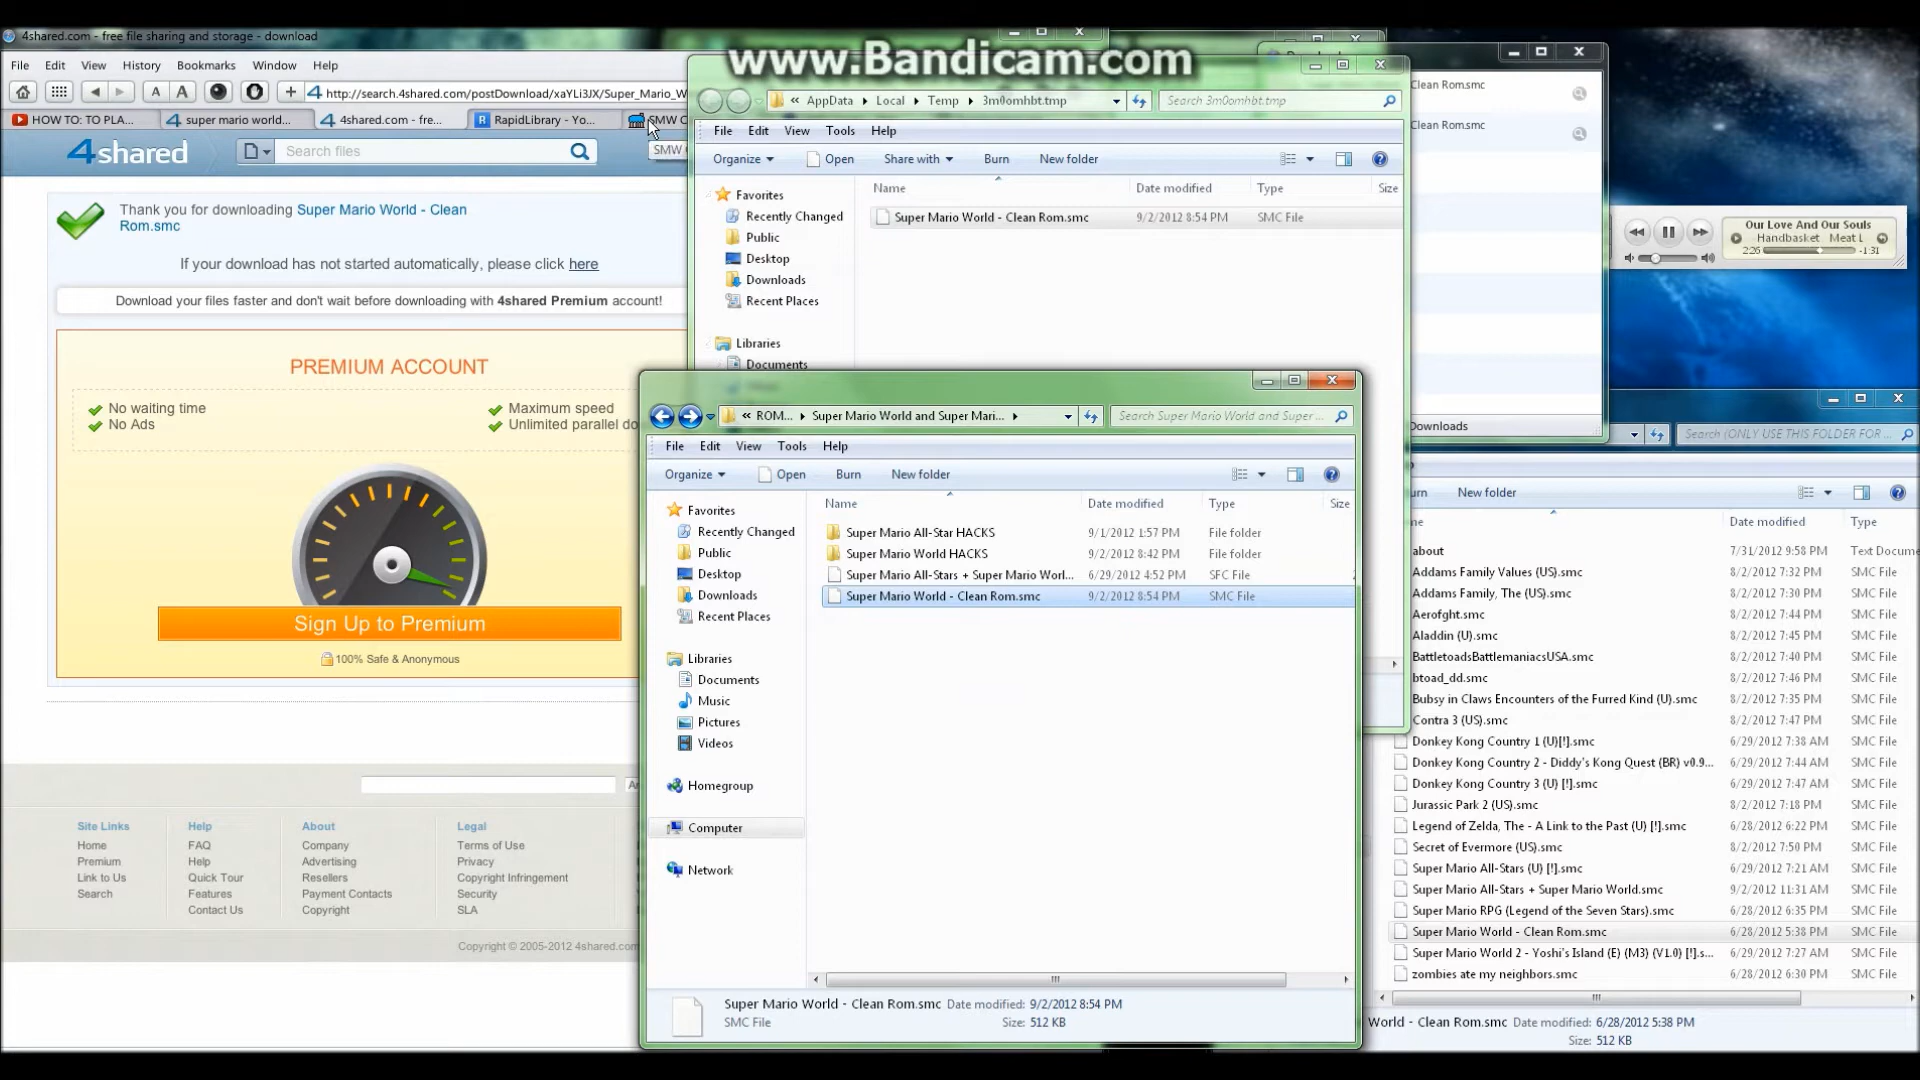 4shared.com - free file sharing and storage - download
www.Bandicam.com
File Edit View History Bookmarks Window Help
A A + http://search.4shared.com/postDownload/xaYLi3JX/Super_Mario_W
HOW TO: TO PLA... super mario world... 4shared.com - fre... RapidLibrary - Yo... SMW C
SMW
4shared Search files
Thank you for downloading Super Mario World - Clean
Rom.smc
If your download has not started automatically, please click here
Download your files faster and don't wait before downloading with 4shared Premium account!
PREMIUM ACCOUNT
No waiting time Maximum speed
No Ads Unlimited parallel do
Sign Up to Premium
100% Safe & Anonymous
Site Links Help About Legal
Home FAQ Company Terms of Use
Premium Help Advertising Privacy
Link to Us Quick Tour Resellers Copyright Infringement
Search Features Payment Contacts Security
Contact Us Copyright SLA
Copyright © 2005-2012 4shared.com
« AppData Local Temp 3m0omhbt.tmp Search 3m0omhbt.tmp
File Edit View Tools Help
Organize Open Share with Burn New folder
Name Date modified Type Size
Super Mario World - Clean Rom.smc 9/2/2012 8:54 PM SMC File
Favorites
Recently Changed
Public
Desktop
Downloads
Recent Places
Libraries
Documents
« ROM... Super Mario World and Super Mari... Search Super Mario World and Super ...
File Edit View Tools Help
Organize Open Burn New folder
Name Date modified Type Size
Super Mario All-Star HACKS 9/1/2012 1:57 PM File folder
Super Mario World HACKS 9/2/2012 8:42 PM File folder
Super Mario All-Stars + Super Mario Worl... 6/29/2012 4:52 PM SFC File
Super Mario World - Clean Rom.smc 9/2/2012 8:54 PM SMC File
Favorites
Recently Changed
Public
Desktop
Downloads
Recent Places
Libraries
Documents
Music
Pictures
Videos
Homegroup
Computer
Network
Super Mario World - Clean Rom.smc Date modified: 9/2/2012 8:54 PM
SMC File Size: 512 KB
Clean Rom.smc
Clean Rom.smc
Downloads
Our Love And Our Souls
Handbasket Meat L
2:26 -1:31
Search (ONLY USE THIS FOLDER FOR ...
urn New folder
me Date modified Type
about 7/31/2012 9:58 PM Text Docume
Addams Family Values (US).smc 8/2/2012 7:32 PM SMC File
Addams Family, The (US).smc 8/2/2012 7:30 PM SMC File
Aerofght.smc 8/2/2012 7:38 PM SMC File
Aladdin (U).smc 8/2/2012 7:45 PM SMC File
BattletoadsBattlemaniacsUSA.smc 8/2/2012 7:40 PM SMC File
btoad_dd.smc 8/2/2012 7:46 PM SMC File
Bubsy in Claws Encounters of the Furred Kind (U).smc 8/2/2012 7:35 PM SMC File
Contra 3 (US).smc 8/2/2012 7:47 PM SMC File
Donkey Kong Country 1 (U)[!].smc 6/29/2012 7:38 AM SMC File
Donkey Kong Country 2 - Diddy's Kong Quest (BR) v0.9... 6/29/2012 7:44 AM SMC File
Donkey Kong Country 3 (U) [!].smc 6/29/2012 7:47 AM SMC File
Jurassic Park 2 (US).smc 8/2/2012 7:18 PM SMC File
Legend of Zelda, The - A Link to the Past (U) [!].smc 6/28/2012 6:22 PM SMC File
Secret of Evermore (US).smc 8/2/2012 7:50 PM SMC File
Super Mario All-Stars (U) [!].smc 6/29/2012 7:21 AM SMC File
Super Mario All-Stars + Super Mario World.smc 9/2/2012 11:31 AM SMC File
Super Mario RPG (Legend of the Seven Stars).smc 6/28/2012 6:35 PM SMC File
Super Mario World - Clean Rom.smc 6/28/2012 5:38 PM SMC File
Super Mario World 2 - Yoshi's Island (E) (M3) (V1.0) [!].s... 6/29/2012 7:27 AM SMC File
zombies ate my neighbors.smc 6/28/2012 6:30 PM SMC File
World - Clean Rom.smc Date modified: 6/28/2012 5:38 PM
Size: 512 KB